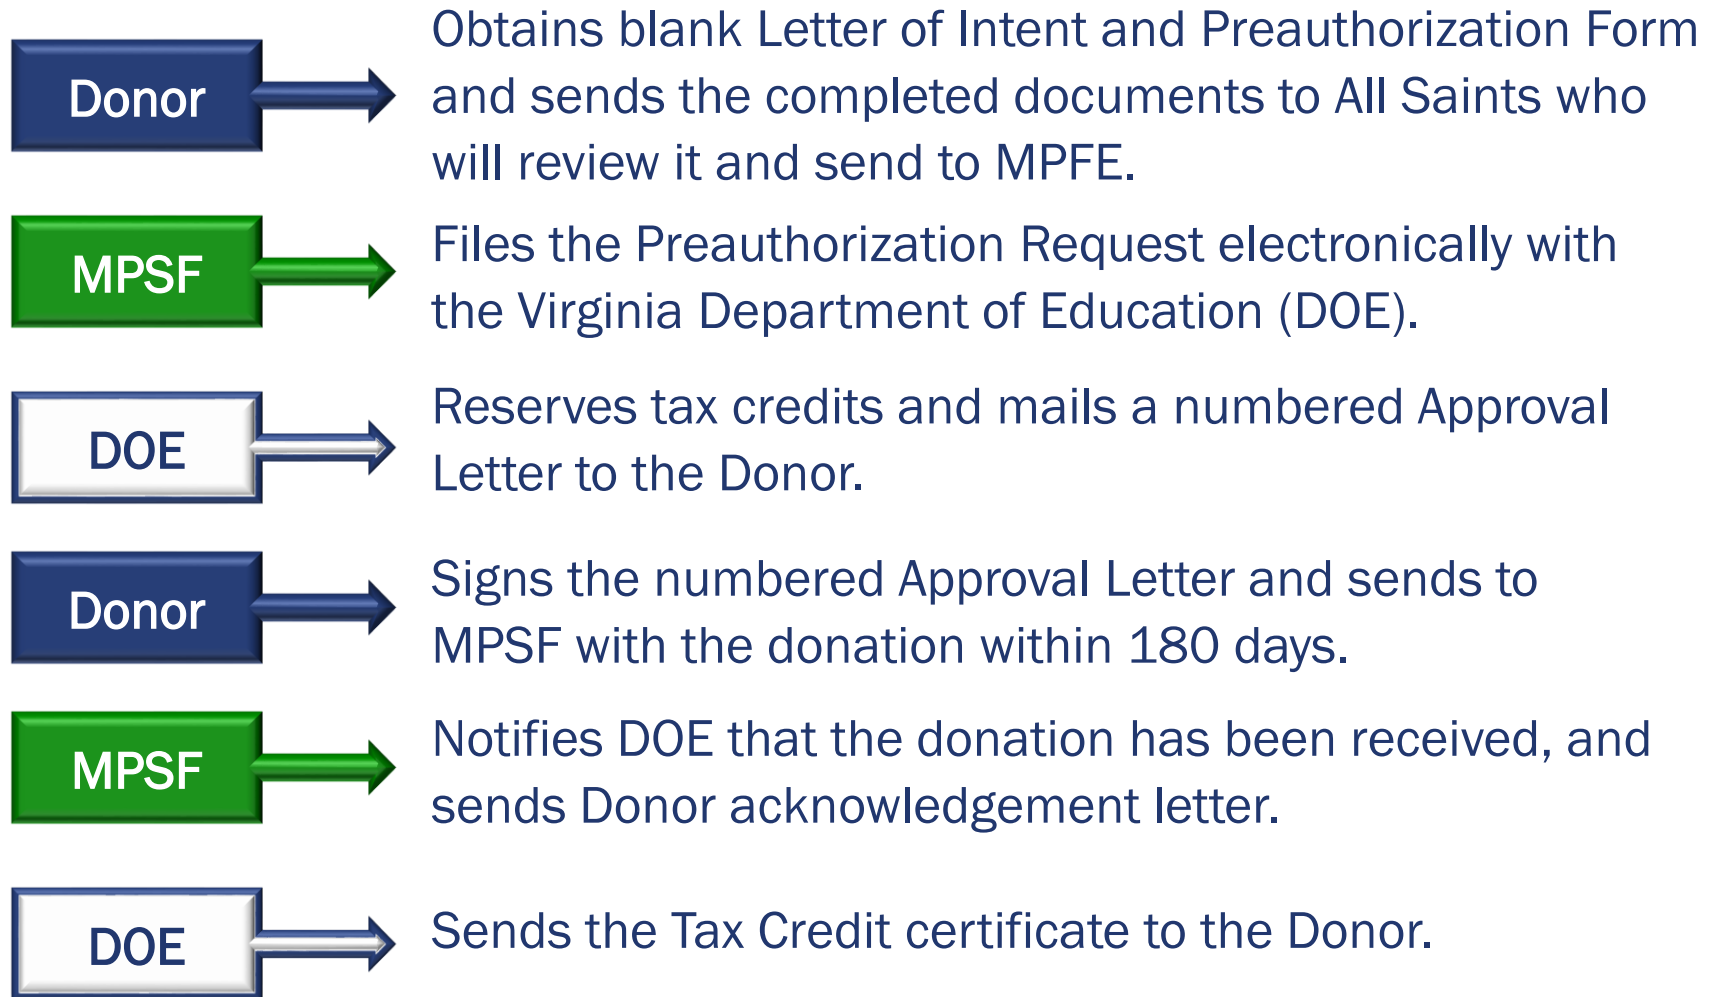 Donor
Obtains blank Letter of Intent and Preauthorization Form
and sends the completed documents to All Saints who
will review it and send to MPFE.
MPSF
Files the Preauthorization Request electronically with
the Virginia Department of Education (DOE).
DOE
Reserves tax credits and mails a numbered Approval
Letter to the Donor.
Donor
Signs the numbered Approval Letter and sends to
MPSF with the donation within 180 days.
MPSF
Notifies DOE that the donation has been received, and
sends Donor acknowledgement letter.
DOE
Sends the Tax Credit certificate to the Donor.